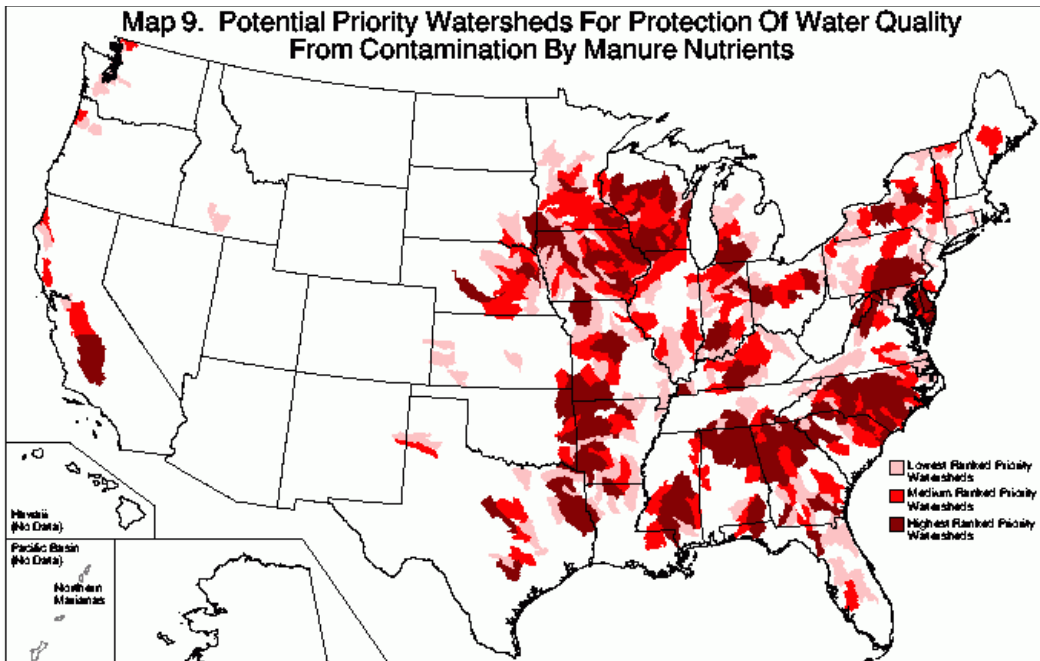 Map 9. Potential Priority Watersheds For Protection Of Water Quality
From Contamination By Manure Nutrients
Lowest Ranked Priority
Watersheds
Medium Ranked Priority
Watersheds
Highest Ranked Priority
Watersheds
Hawaii
(No Data)
Pacific Basin
(No Data)
Northern
Marianas